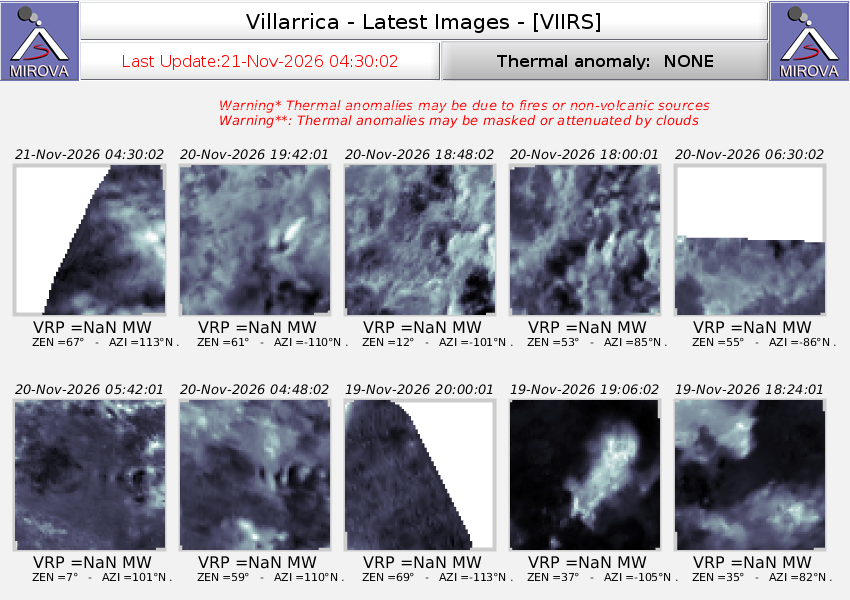 Villarrica - Latest Images - [VIIRS]
MIROVA
Last Update:21-Nov-2026 04:30:02
Thermal anomaly:  NONE
MIROVA
Warning* Thermal anomalies may be due to fires or non-volcanic sources
Warning**: Thermal anomalies may be masked or attenuated by clouds
21-Nov-2026 04:30:02
20-Nov-2026 19:42:01
20-Nov-2026 18:48:02
20-Nov-2026 18:00:01
20-Nov-2026 06:30:02
VRP =NaN MW
VRP =NaN MW
VRP =NaN MW
VRP =NaN MW
VRP =NaN MW
ZEN =67°  -  AZI =113°N .
ZEN =61°  -  AZI =-110°N .
ZEN =12°  -  AZI =-101°N .
ZEN =53°  -  AZI =85°N .
ZEN =55°  -  AZI =-86°N .
20-Nov-2026 05:42:01
20-Nov-2026 04:48:02
19-Nov-2026 20:00:01
19-Nov-2026 19:06:02
19-Nov-2026 18:24:01
VRP =NaN MW
VRP =NaN MW
VRP =NaN MW
VRP =NaN MW
VRP =NaN MW
ZEN =7°  -  AZI =101°N .
ZEN =59°  -  AZI =110°N .
ZEN =69°  -  AZI =-113°N .
ZEN =37°  -  AZI =-105°N .
ZEN =35°  -  AZI =82°N .